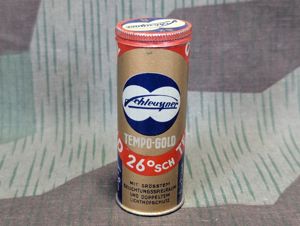 Schleussner
TEMPO-GOLD
26°SCH
MIT GRÖSSTEM
BELICHTUNGSSPIELRAUM
UND DOPPELTEM
LICHTHOFSCHUTZ